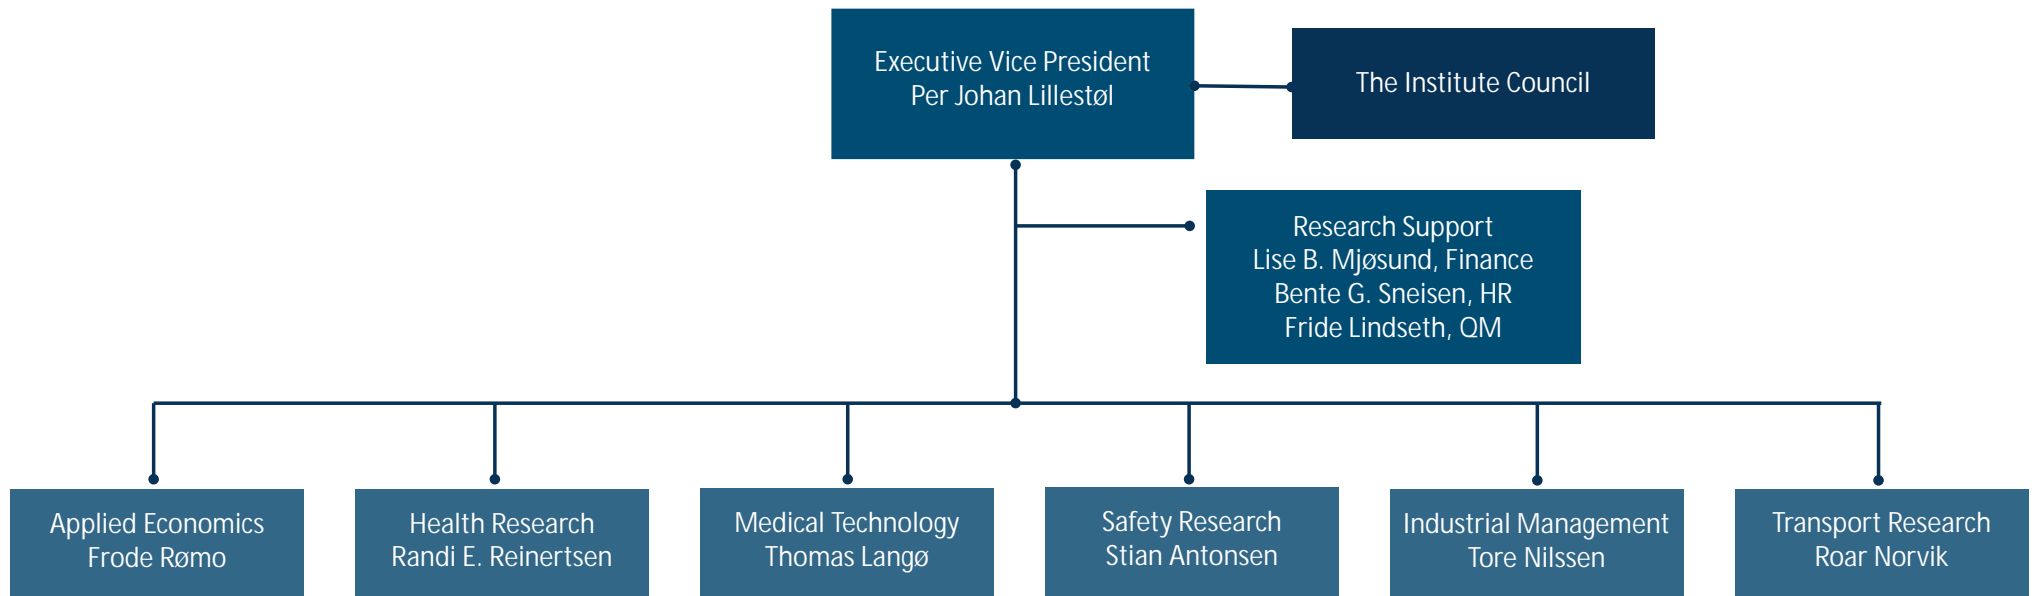 Executive Vice President
Per Johan Lillestøl
The Institute Council
Research Support
Lise B. Mjøsund, Finance
Bente G. Sneisen, HR
Fride Lindseth, QM
Applied Economics
Frode Rømo
Health Research
Randi E. Reinertsen
Medical Technology
Thomas Langø
Safety Research
Stian Antonsen
Industrial Management
Tore Nilssen
Transport Research
Roar Norvik